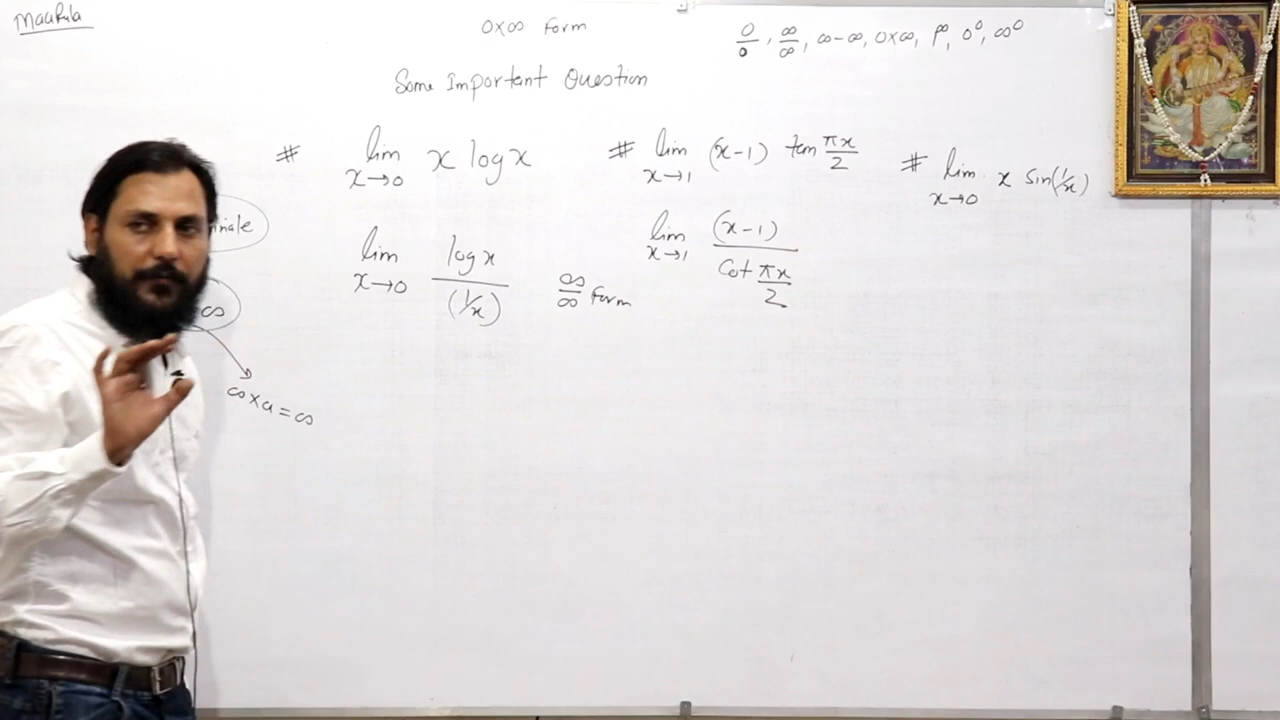 0×∞ Form
0/0, ∞/∞, ∞-∞, 0×∞, 1^∞, 0^0, ∞^0
Some Important Question
# lim x→0 x log x
# lim x→1 (x-1) tan πx/2
# lim x→0 x sin(1/x)
lim x→0 log x / (1/x) ∞/∞ Form
lim x→1 (x-1) / cot πx/2
∞
∞×a=∞